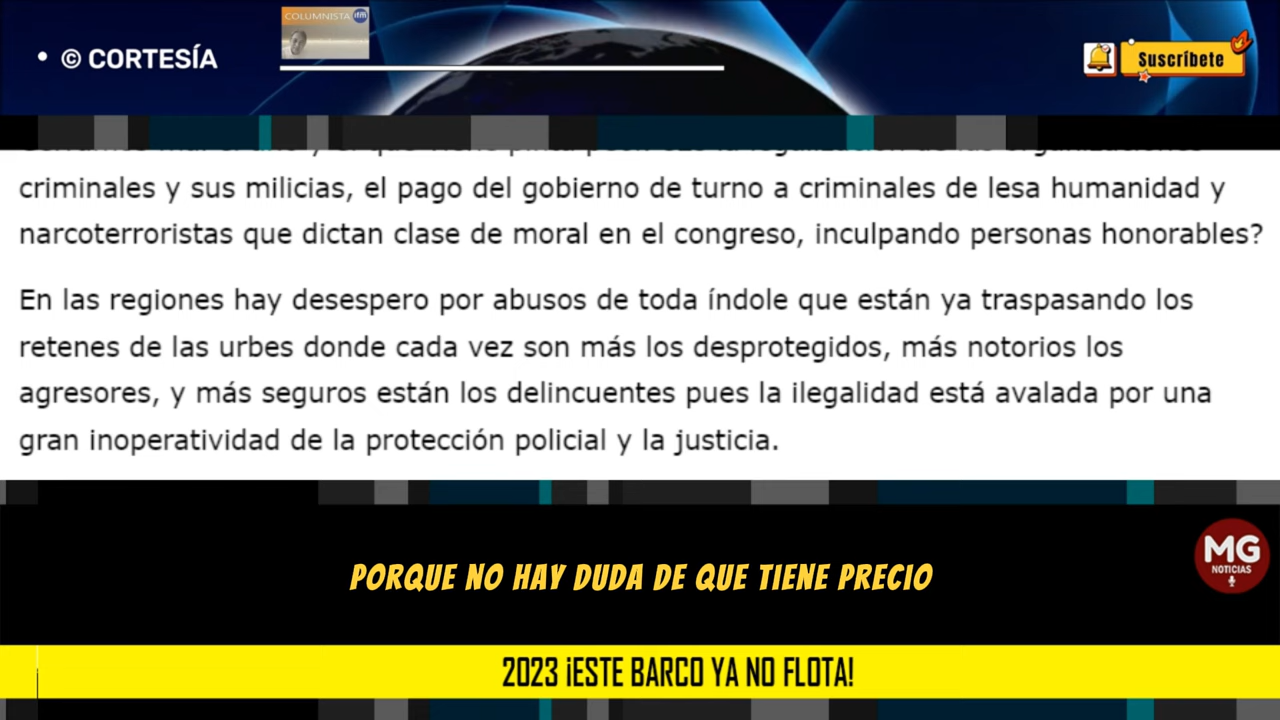 • © CORTESÍA
COLUMNISTA ifm
Suscríbete
criminales y sus milicias, el pago del gobierno de turno a criminales de lesa humanidad y
narcoterroristas que dictan clase de moral en el congreso, inculpando personas honorables?
En las regiones hay desespero por abusos de toda índole que están ya traspasando los
retenes de las urbes donde cada vez son más los desprotegidos, más notorios los
agresores, y más seguros están los delincuentes pues la ilegalidad está avalada por una
gran inoperatividad de la protección policial y la justicia.
MG
NOTICIAS
PORQUE NO HAY DUDA DE QUE TIENE PRECIO
2023 ¡ESTE BARCO YA NO FLOTA!